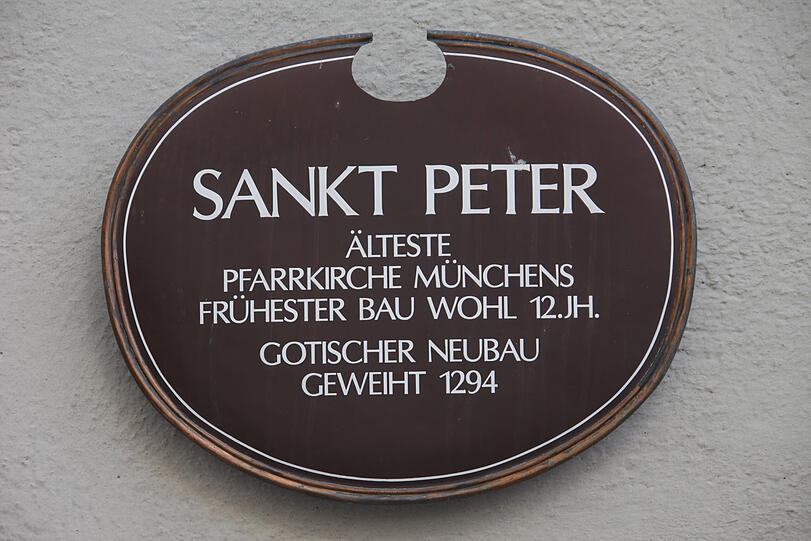 SANKT PETER
ÄLTESTE
PFARRKIRCHE MÜNCHENS
FRÜHESTER BAU WOHL 12.JH.
GOTISCHER NEUBAU
GEWEIHT 1294